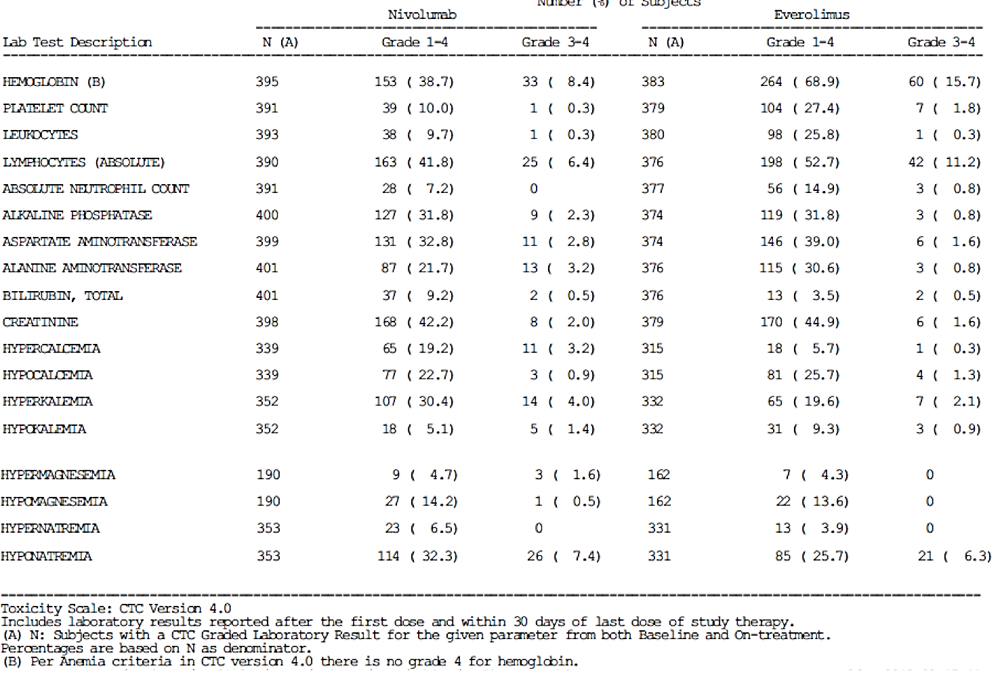 Number (%) of Subjects
Nivolumab Everolimus
Lab Test Description N (A) Grade 1-4 Grade 3-4 N (A) Grade 1-4 Grade 3-4
HEMOGLOBIN (B) 395 153 ( 38.7) 33 ( 8.4) 383 264 ( 68.9) 60 ( 15.7)
PLATELET COUNT 391 39 ( 10.0) 1 ( 0.3) 379 104 ( 27.4) 7 ( 1.8)
LEUKOCYTES 393 38 ( 9.7) 1 ( 0.3) 380 98 ( 25.8) 1 ( 0.3)
LYMPHOCYTES (ABSOLUTE) 390 163 ( 41.8) 25 ( 6.4) 376 198 ( 52.7) 42 ( 11.2)
ABSOLUTE NEUTROPHIL COUNT 391 28 ( 7.2) 0 377 56 ( 14.9) 3 ( 0.8)
ALKALINE PHOSPHATASE 400 127 ( 31.8) 9 ( 2.3) 374 119 ( 31.8) 3 ( 0.8)
ASPARTATE AMINOTRANSFERASE 399 131 ( 32.8) 11 ( 2.8) 374 146 ( 39.0) 6 ( 1.6)
ALANINE AMINOTRANSFERASE 401 87 ( 21.7) 13 ( 3.2) 376 115 ( 30.6) 3 ( 0.8)
BILIRUBIN, TOTAL 401 37 ( 9.2) 2 ( 0.5) 376 13 ( 3.5) 2 ( 0.5)
CREATININE 398 168 ( 42.2) 8 ( 2.0) 379 170 ( 44.9) 6 ( 1.6)
HYPERCALCEMIA 339 65 ( 19.2) 11 ( 3.2) 315 18 ( 5.7) 1 ( 0.3)
HYPOCALCEMIA 339 77 ( 22.7) 3 ( 0.9) 315 81 ( 25.7) 4 ( 1.3)
HYPERKALEMIA 352 107 ( 30.4) 14 ( 4.0) 332 65 ( 19.6) 7 ( 2.1)
HYPOKALEMIA 352 18 ( 5.1) 5 ( 1.4) 332 31 ( 9.3) 3 ( 0.9)
HYPERMAGNESEMIA 190 9 ( 4.7) 3 ( 1.6) 162 7 ( 4.3) 0
HYPOMAGNESEMIA 190 27 ( 14.2) 1 ( 0.5) 162 22 ( 13.6) 0
HYPERNATREMIA 353 23 ( 6.5) 0 331 13 ( 3.9) 0
HYPONATREMIA 353 114 ( 32.3) 26 ( 7.4) 331 85 ( 25.7) 21 ( 6.3)
Toxicity Scale: CTC Version 4.0
Includes laboratory results reported after the first dose and within 30 days of last dose of study therapy.
(A) N: Subjects with a CTC Graded Laboratory Result for the given parameter from both Baseline and On-treatment.
Percentages are based on N as denominator.
(B) Per Anemia criteria in CTC version 4.0 there is no grade 4 for hemoglobin.